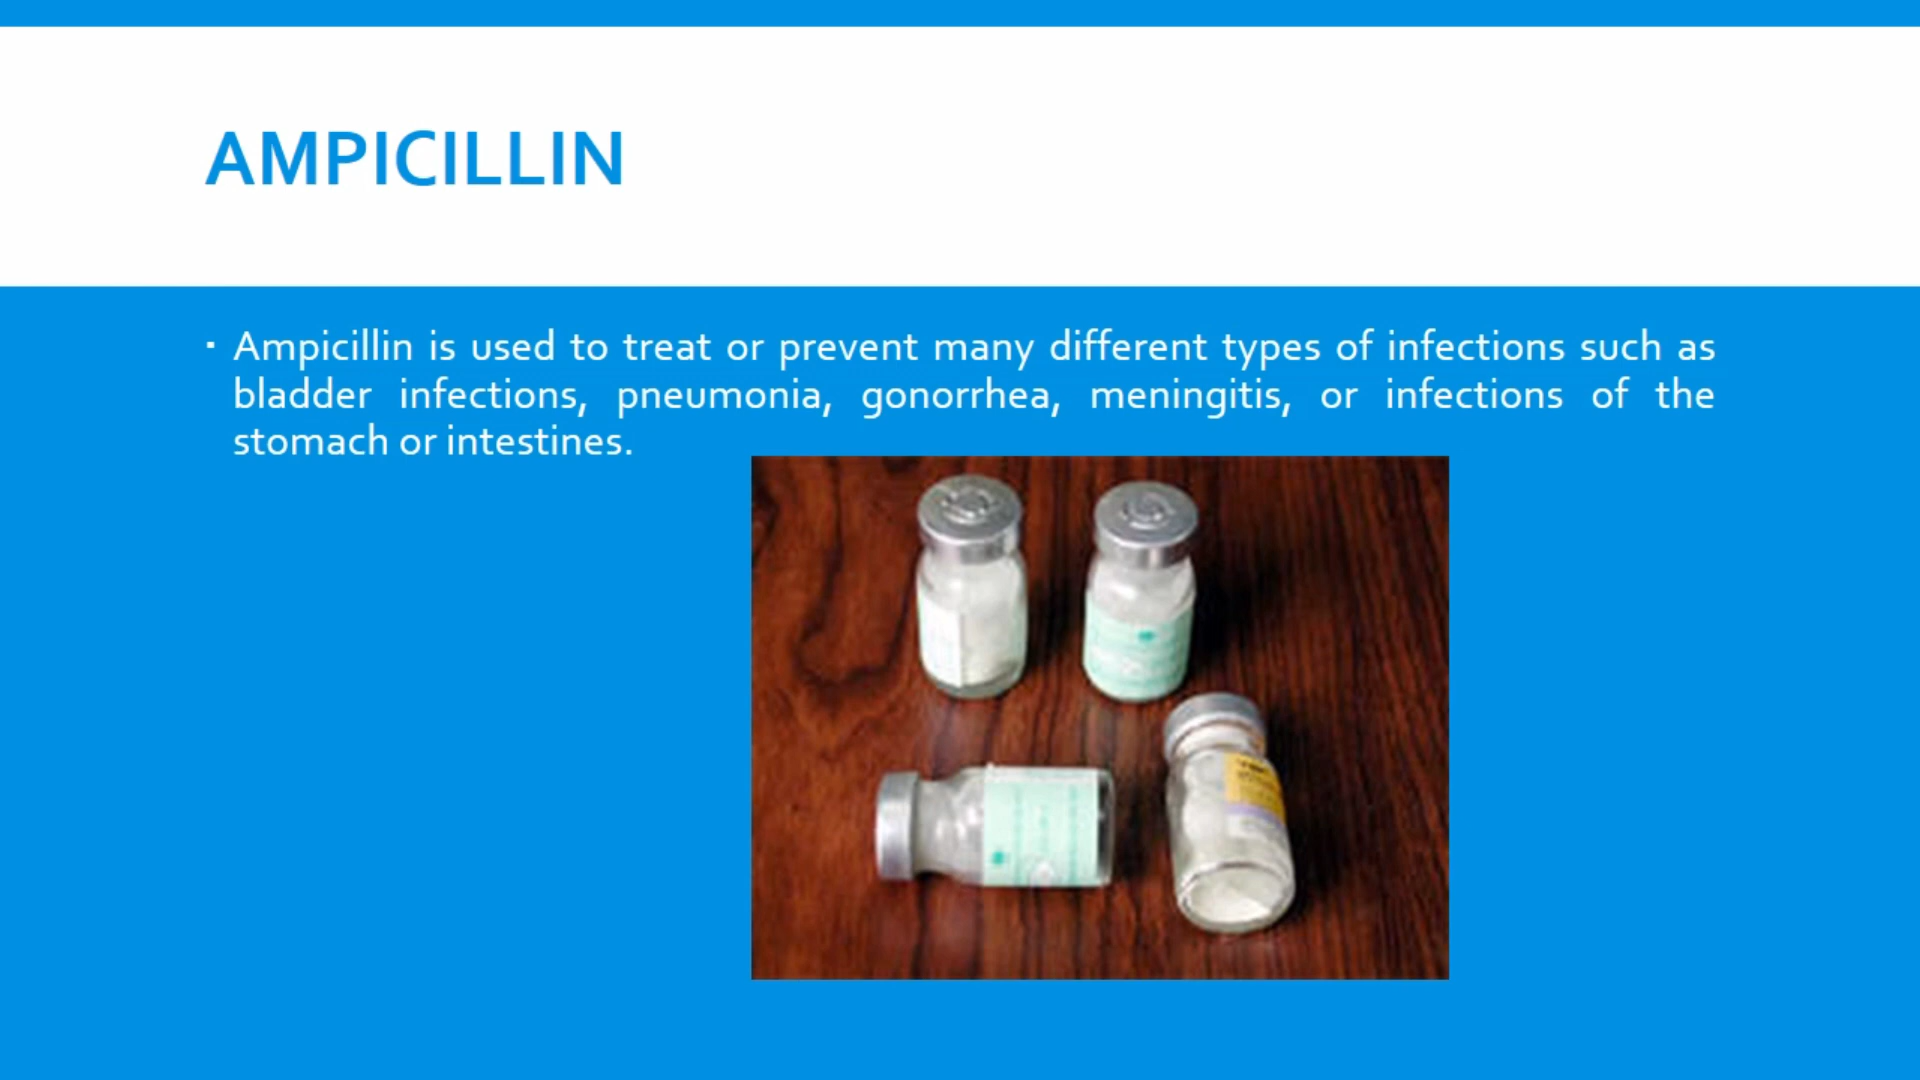 AMPICILLIN
▪ Ampicillin is used to treat or prevent many different types of infections such as
bladder infections, pneumonia, gonorrhea, meningitis, or infections of the
stomach or intestines.